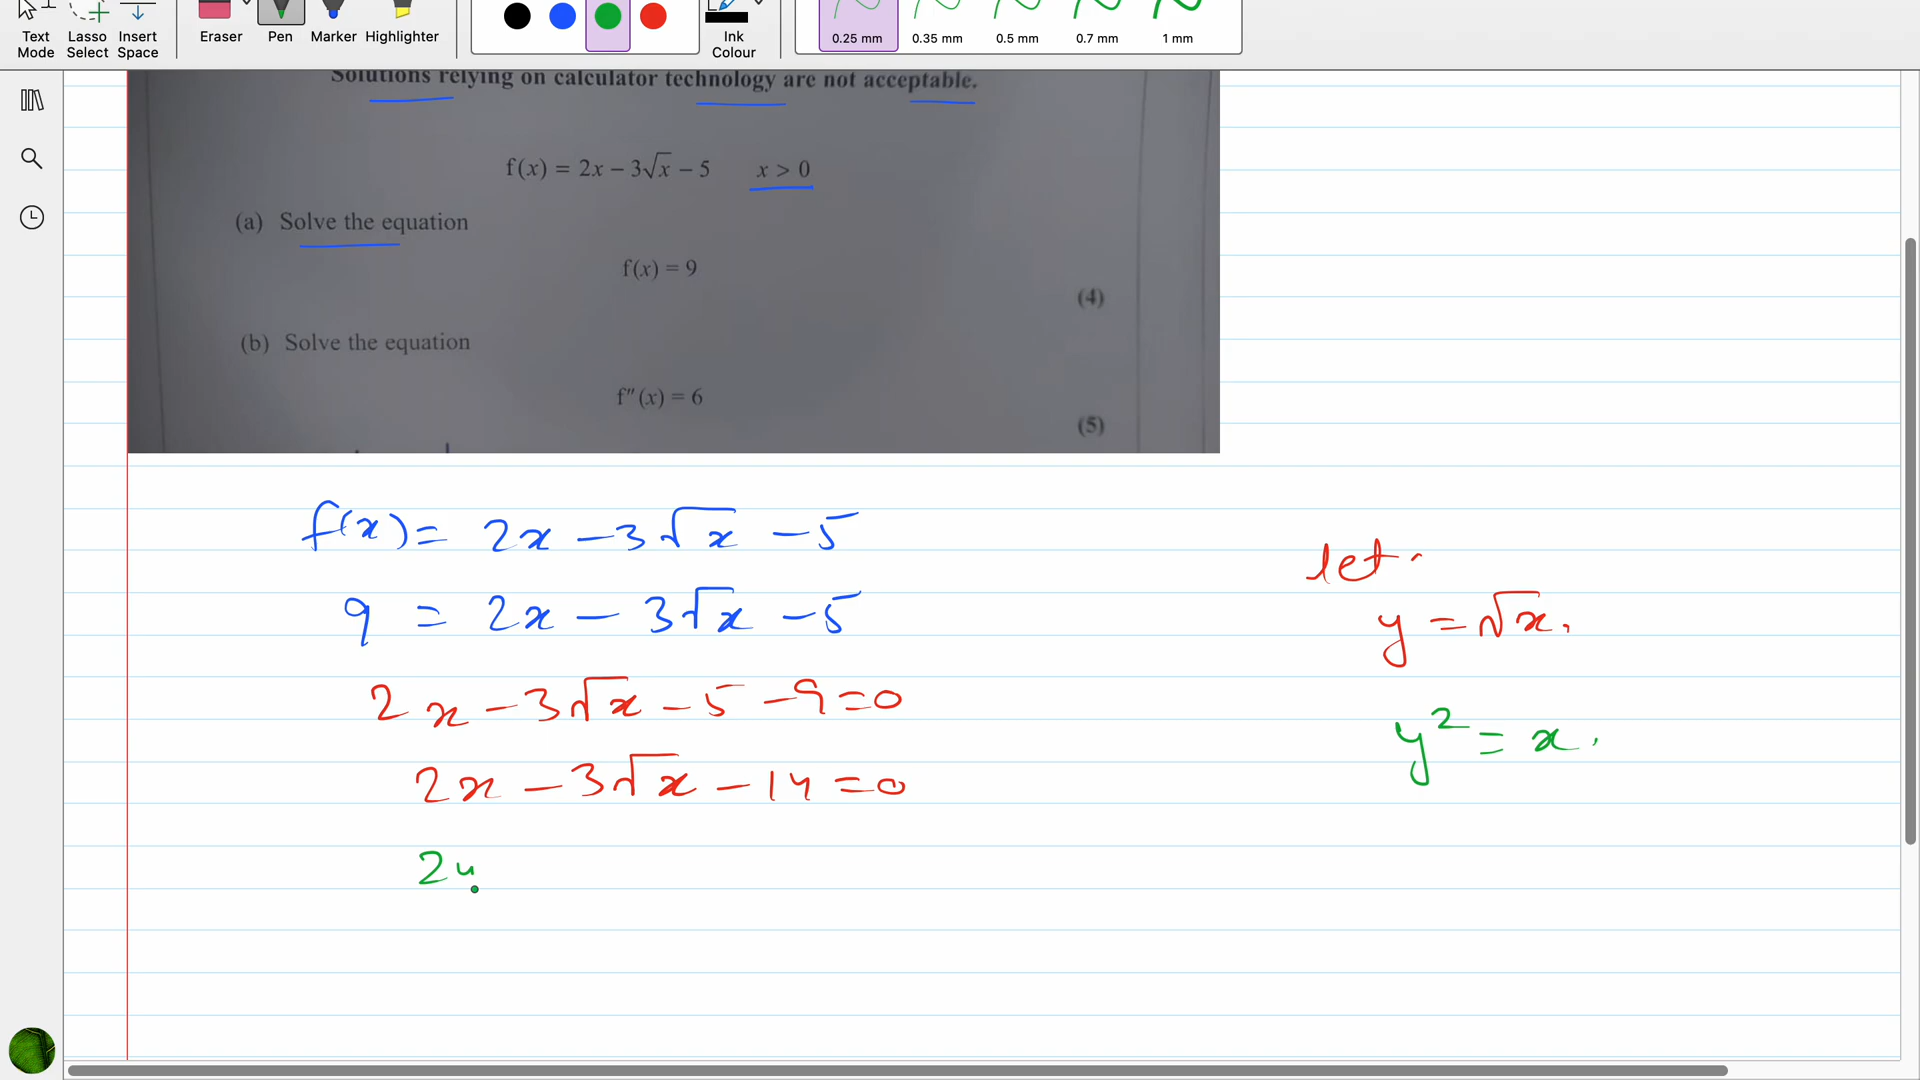 Text Mode
Lasso Select
Insert Space
Eraser
Pen
Marker
Highlighter
Ink Colour
0.25 mm
0.35 mm
0.5 mm
0.7 mm
1 mm
Solutions relying on calculator technology are not acceptable.
f(x) = 2x − 3√x − 5 x > 0
(a) Solve the equation
f(x) = 9
(4)
(b) Solve the equation
f″(x) = 6
(5)
f(x) = 2x − 3√x − 5
9 = 2x − 3√x − 5
2x − 3√x − 5 − 9 = 0
2x − 3√x − 14 = 0
2y
let
y = √x.
y² = x.